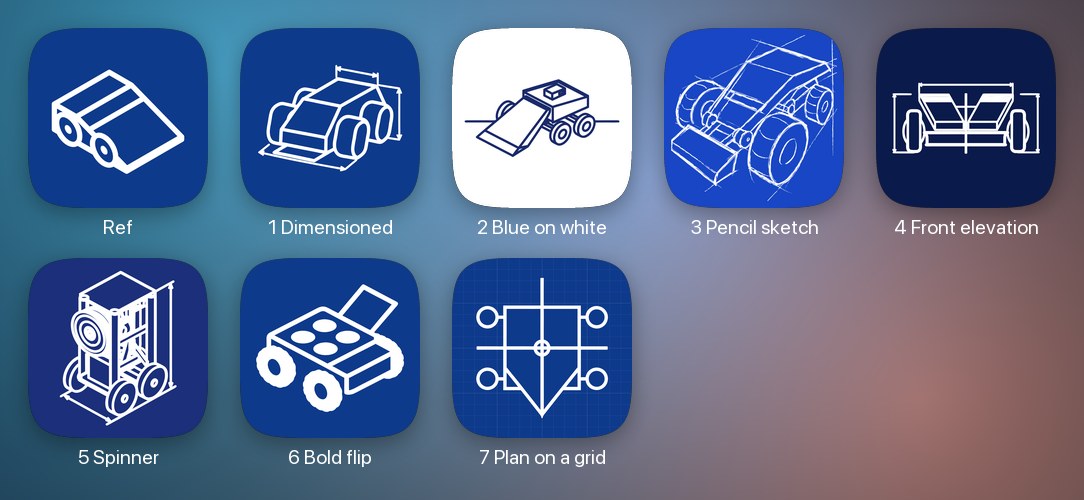 Ref
1 Dimensioned
2 Blue on white
3 Pencil sketch
4 Front elevation
5 Spinner
6 Bold flip
7 Plan on a grid